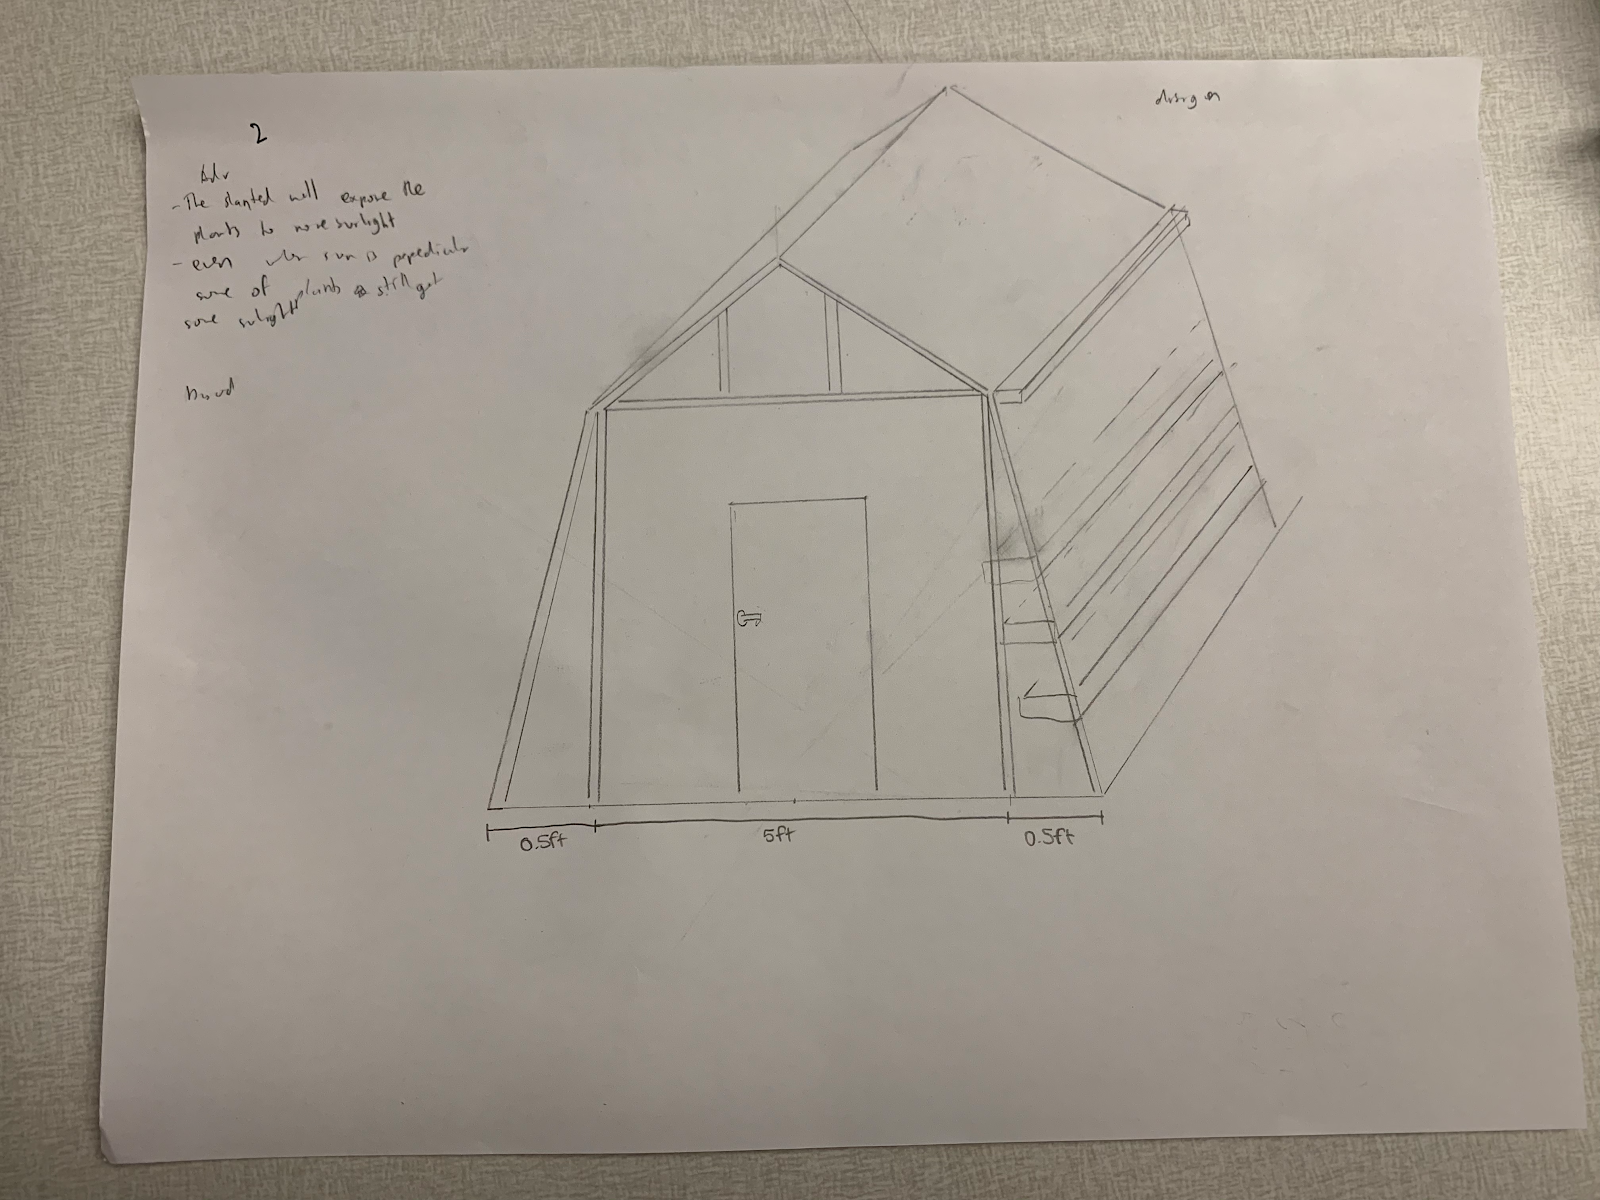 2
design
Adv
- The slanted wall expose the
plants to more sunlight
- even when sun is perpendicular
some of plants still get
some sunlight
0.5ft
5ft
0.5ft